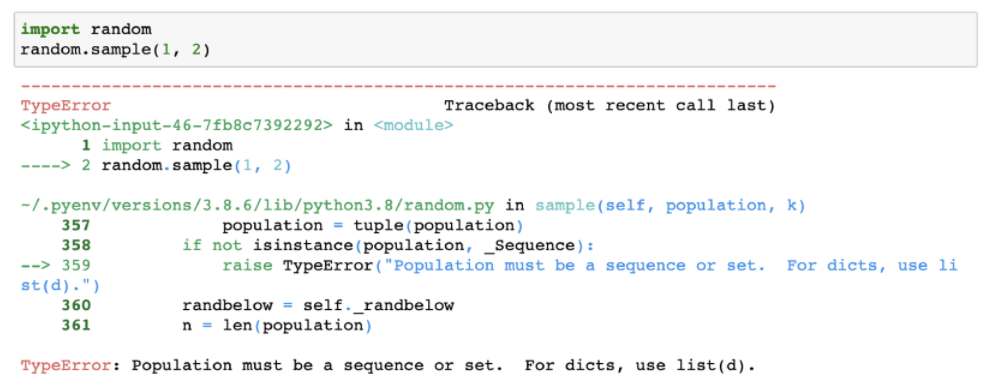 import random
random.sample(1, 2)
---------------------------------------------------------------------------
TypeError                                 Traceback (most recent call last)
<ipython-input-46-7fb8c7392292> in <module>
      1 import random
----> 2 random.sample(1, 2)

~/.pyenv/versions/3.8.6/lib/python3.8/random.py in sample(self, population, k)
    357             population = tuple(population)
    358         if not isinstance(population, _Sequence):
--> 359             raise TypeError("Population must be a sequence or set.  For dicts, use li
st(d).")
    360         randbelow = self._randbelow
    361         n = len(population)

TypeError: Population must be a sequence or set.  For dicts, use list(d).